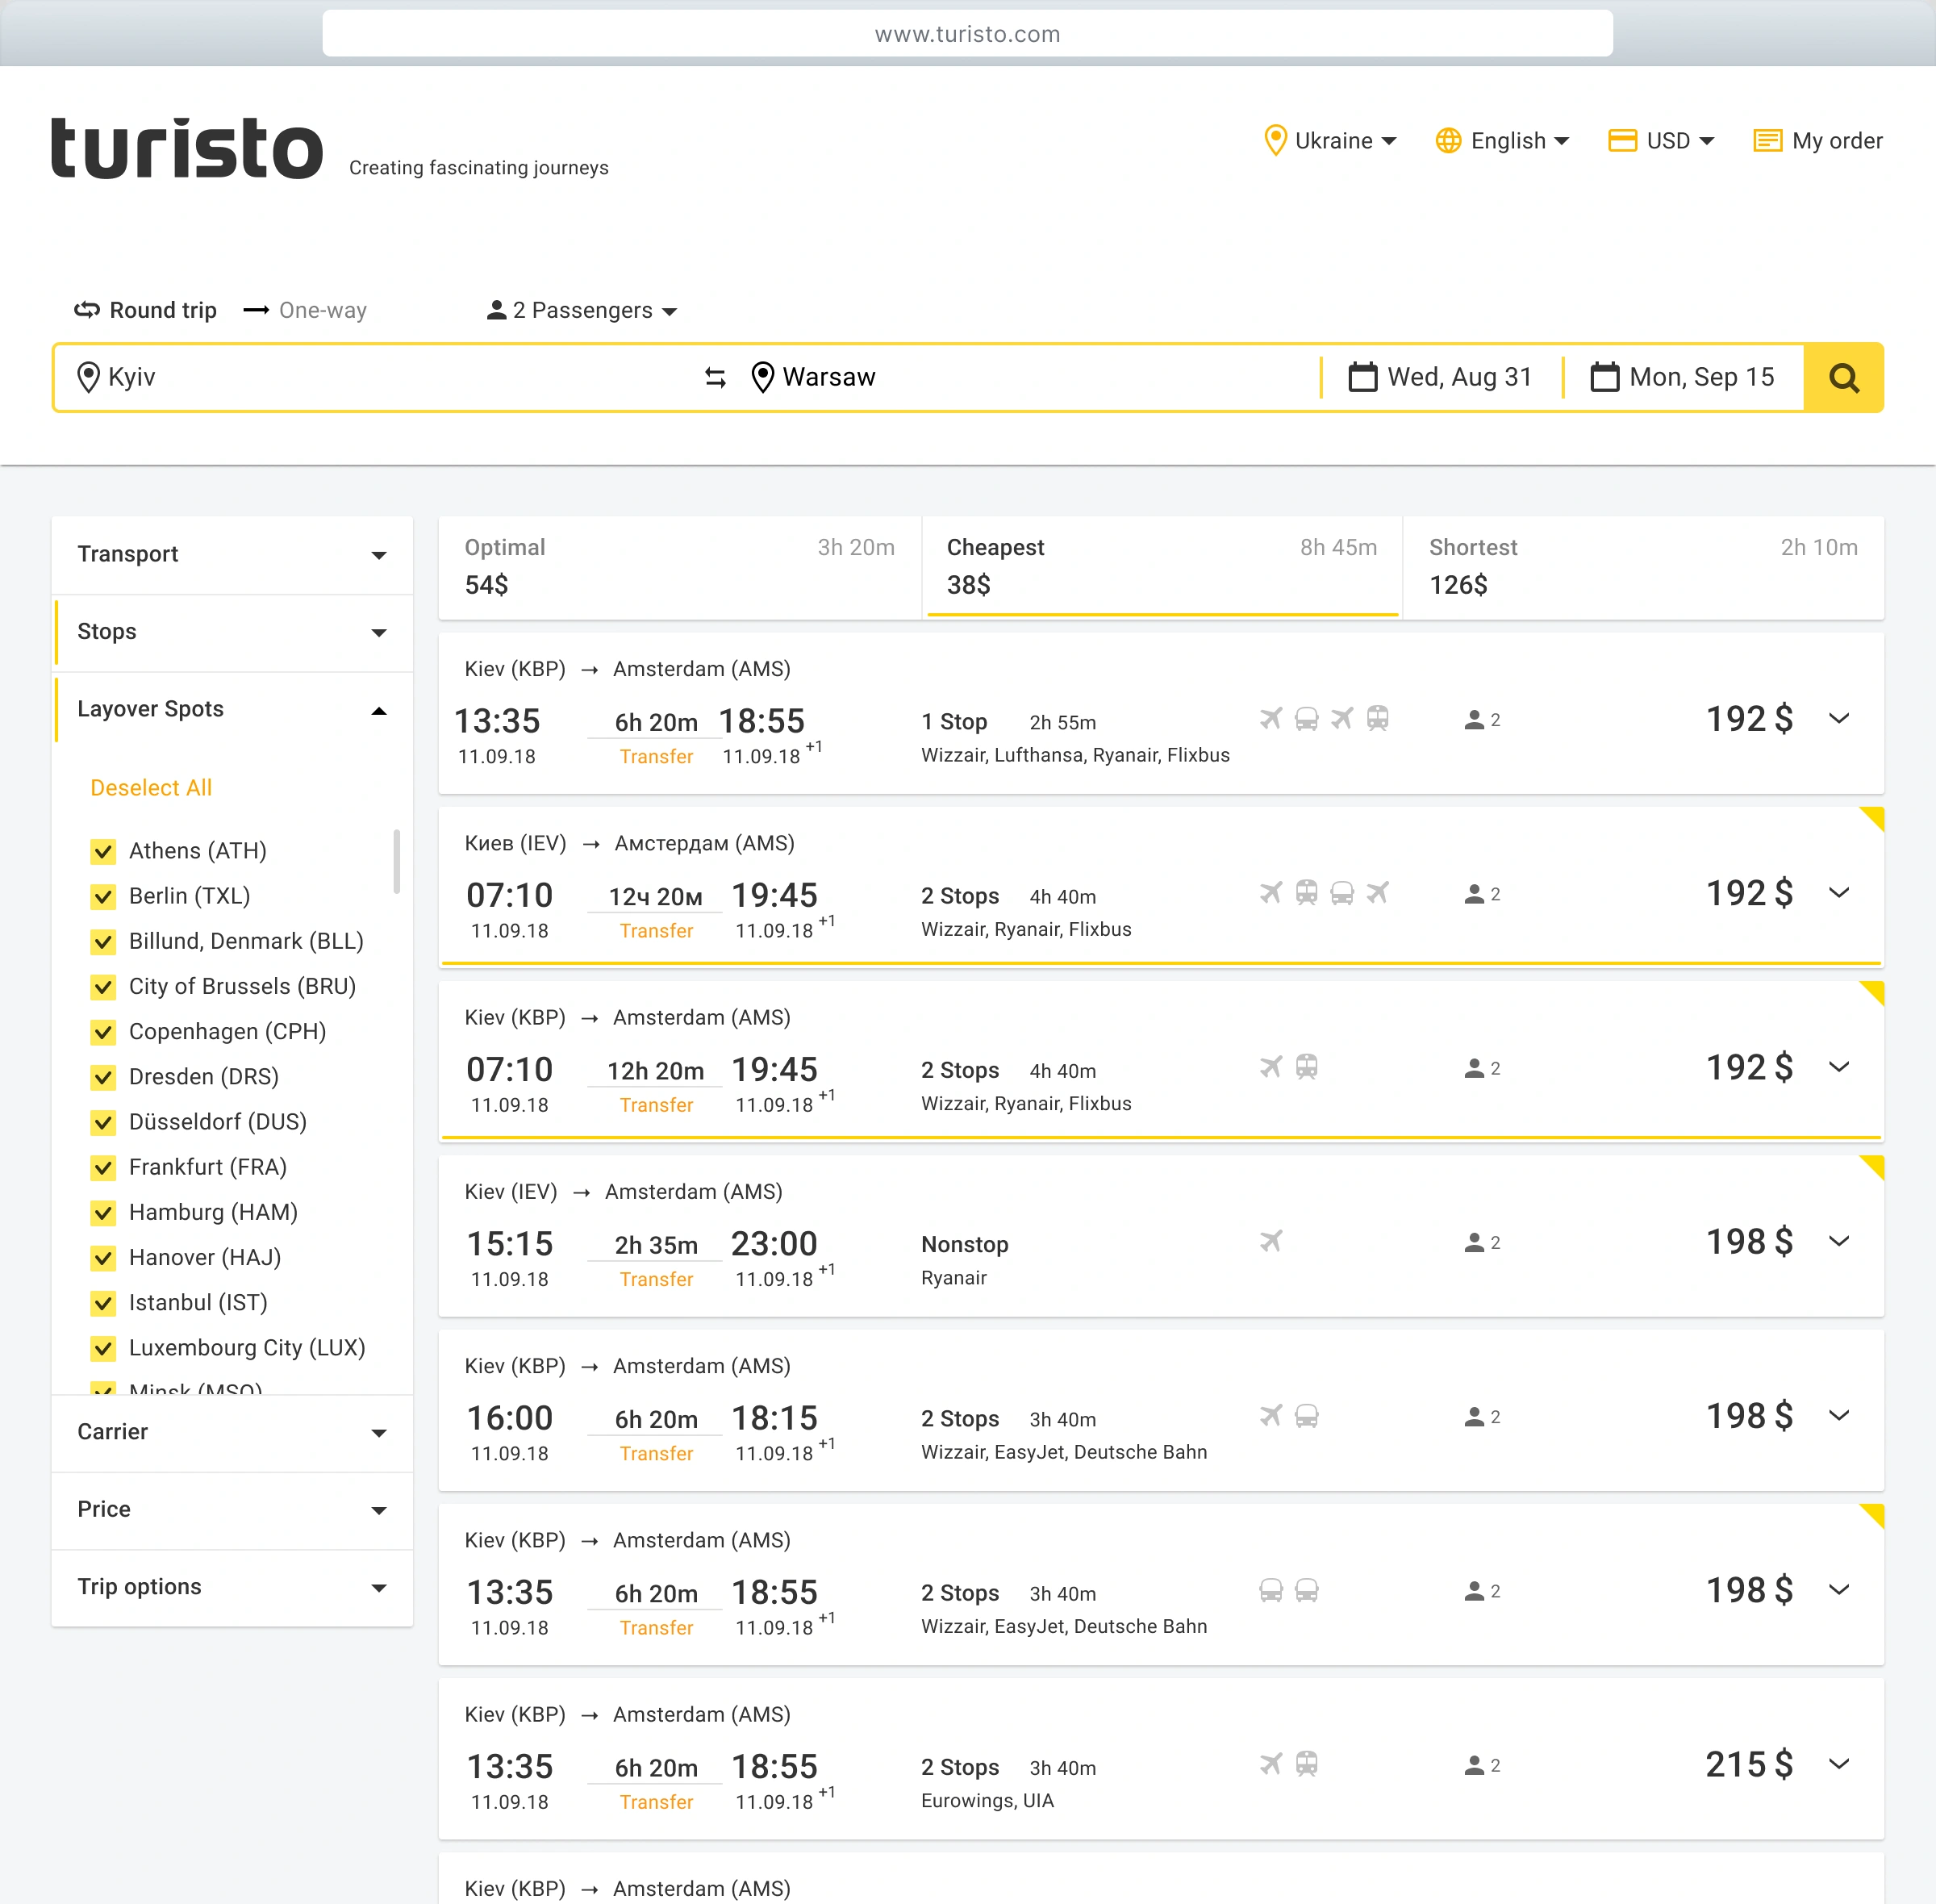 www.turisto.com
turisto Creating fascinating journeys
Ukraine English USD My order
Round trip One-way 2 Passengers
Kyiv Warsaw Wed, Aug 31 Mon, Sep 15
Transport
Stops
Layover Spots
Deselect All
Athens (ATH)
Berlin (TXL)
Billund, Denmark (BLL)
City of Brussels (BRU)
Copenhagen (CPH)
Dresden (DRS)
Düsseldorf (DUS)
Frankfurt (FRA)
Hamburg (HAM)
Hanover (HAJ)
Istanbul (IST)
Luxembourg City (LUX)
Minsk (MSQ)
Carrier
Price
Trip options
Optimal 3h 20m
54$
Cheapest 8h 45m
38$
Shortest 2h 10m
126$
Kiev (KBP) → Amsterdam (AMS)
13:35 6h 20m 18:55 1 Stop 2h 55m 2 192 $
11.09.18 Transfer 11.09.18 +1 Wizzair, Lufthansa, Ryanair, Flixbus
Киев (IEV) → Амстердам (AMS)
07:10 12ч 20м 19:45 2 Stops 4h 40m 2 192 $
11.09.18 Transfer 11.09.18 +1 Wizzair, Ryanair, Flixbus
Kiev (KBP) → Amsterdam (AMS)
07:10 12h 20m 19:45 2 Stops 4h 40m 2 192 $
11.09.18 Transfer 11.09.18 +1 Wizzair, Ryanair, Flixbus
Kiev (IEV) → Amsterdam (AMS)
15:15 2h 35m 23:00 Nonstop 2 198 $
11.09.18 Transfer 11.09.18 +1 Ryanair
Kiev (KBP) → Amsterdam (AMS)
16:00 6h 20m 18:15 2 Stops 3h 40m 2 198 $
11.09.18 Transfer 11.09.18 +1 Wizzair, EasyJet, Deutsche Bahn
Kiev (KBP) → Amsterdam (AMS)
13:35 6h 20m 18:55 2 Stops 3h 40m 2 198 $
11.09.18 Transfer 11.09.18 +1 Wizzair, EasyJet, Deutsche Bahn
Kiev (KBP) → Amsterdam (AMS)
13:35 6h 20m 18:55 2 Stops 3h 40m 2 215 $
11.09.18 Transfer 11.09.18 +1 Eurowings, UIA
Kiev (KBP) → Amsterdam (AMS)